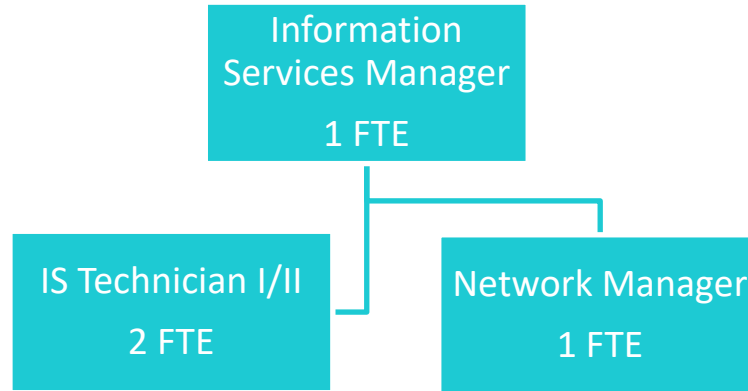 Information
Services Manager
1 FTE
IS Technician I/II
2 FTE
Network Manager
1 FTE